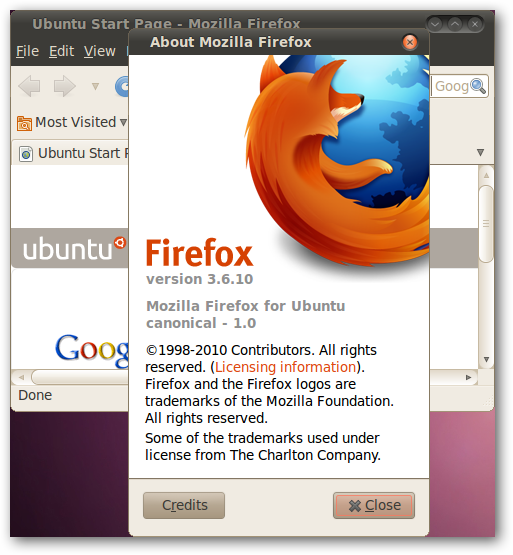 Ubuntu Start Page - Mozilla Firefox
About Mozilla Firefox
File Edit View
Goog
Most Visited
Ubuntu Start P
ubuntu
Goog
Firefox
version 3.6.10
Mozilla Firefox for Ubuntu
canonical - 1.0
©1998-2010 Contributors. All rights
reserved. (Licensing information).
Firefox and the Firefox logos are
trademarks of the Mozilla Foundation.
All rights reserved.
Some of the trademarks used under
license from The Charlton Company.
Done
Credits
Close